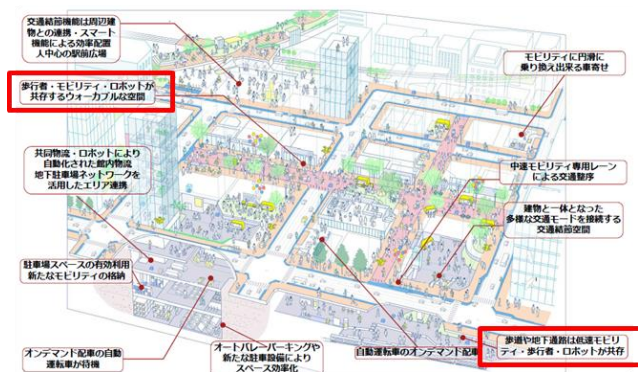 交通結節機能は周辺建
物との連携・スマート
機能による効率配置
人中心の駅前広場
歩行者・モビリティ・ロボットが
共存するウォーカブルな空間
共同物流・ロボットにより
自動化された館内物流
地下駐車場ネットワークを
活用したエリア連携
駐車場スペースの有効利用
新たなモビリティの格納
オンデマンド配車の自動
運転車が待機
オートバレーパーキングや
新たな駐車設備により
スペース効率化
モビリティに円滑に
乗り換え出来る車寄せ
中速モビリティ専用レーン
による交通整序
建物と一体となった
多様な交通モードを接続する
交通結節空間
自動運転車のオンデマンド配車
歩道や地下通路は低速モビリ
ティ・歩行者・ロボットが共存